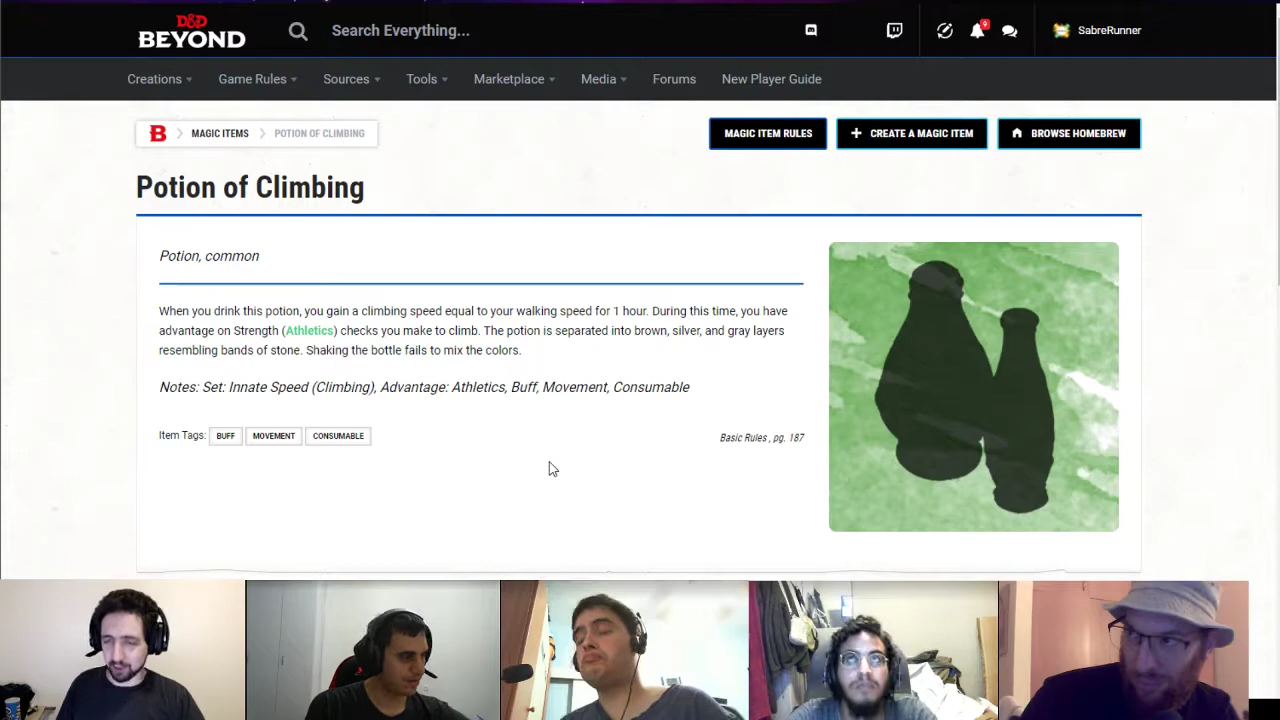 D&D
BEYOND
Search Everything...
9
SabreRunner
Creations
Game Rules
Sources
Tools
Marketplace
Media
Forums
New Player Guide
B
MAGIC ITEMS
POTION OF CLIMBING
MAGIC ITEM RULES
+ CREATE A MAGIC ITEM
BROWSE HOMEBREW
Potion of Climbing
Potion, common
When you drink this potion, you gain a climbing speed equal to your walking speed for 1 hour. During this time, you have
advantage on Strength (Athletics) checks you make to climb. The potion is separated into brown, silver, and gray layers
resembling bands of stone. Shaking the bottle fails to mix the colors.
Notes: Set: Innate Speed (Climbing), Advantage: Athletics, Buff, Movement, Consumable
Item Tags: BUFF MOVEMENT CONSUMABLE
Basic Rules , pg. 187